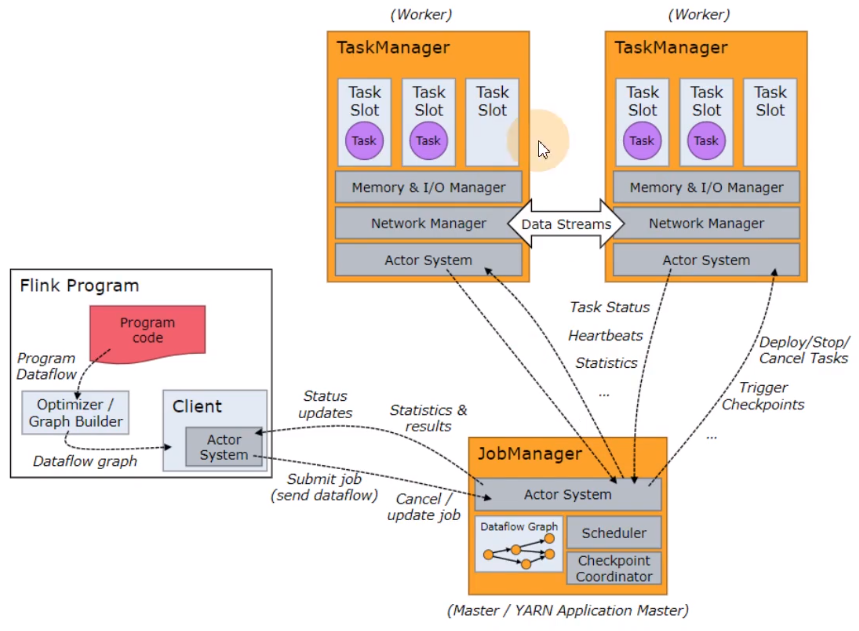 (Worker)
(Worker)
TaskManager
TaskManager
Task
Slot
Task
Task
Slot
Task
Task
Slot
Task
Slot
Task
Task
Slot
Task
Task
Slot
Memory & I/O Manager
Memory & I/O Manager
Network Manager
Data Streams
Network Manager
Actor System
Actor System
Flink Program
Program
code
Program
Dataflow
Optimizer /
Graph Builder
Dataflow graph
Client
Actor
System
Status
updates
Statistics &
results
Submit job
(send dataflow)
Cancel /
update job
Task Status
Heartbeats
Statistics
...
Deploy/Stop/
Cancel Tasks
Trigger
Checkpoints
...
JobManager
Actor System
Dataflow Graph
Scheduler
Checkpoint
Coordinator
(Master / YARN Application Master)